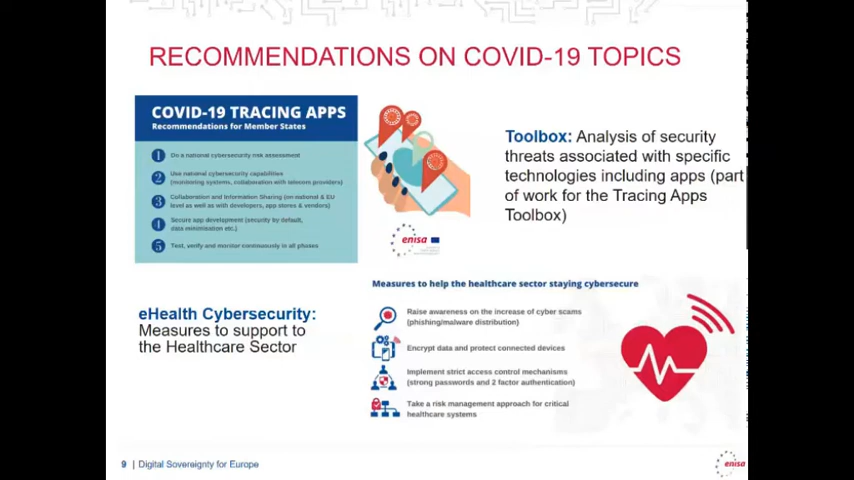 RECOMMENDATIONS ON COVID-19 TOPICS
COVID-19 TRACING APPS
Recommendations for Member States
1 Do a national cybersecurity risk assessment
2 Use national cybersecurity capabilities
(monitoring systems, collaboration with telecom providers)
3 Collaboration and Information Sharing (on national & EU
level as well as with developers, app stores & vendors)
4 Secure app development (security by default,
data minimisation etc.)
5 Test, verify and monitor continuously in all phases
enisa
Toolbox: Analysis of security
threats associated with specific
technologies including apps (part
of work for the Tracing Apps
Toolbox)
eHealth Cybersecurity:
Measures to support to
the Healthcare Sector
Measures to help the healthcare sector staying cybersecure
Raise awareness on the increase of cyber scams
(phishing/malware distribution)
Encrypt data and protect connected devices
Implement strict access control mechanisms
(strong passwords and 2 factor authentication)
Take a risk management approach for critical
healthcare systems
9 | Digital Sovereignty for Europe
enisa